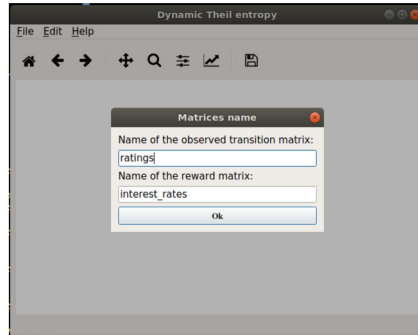 Dynamic Theil entropy
File Edit Help
Matrices name
Name of the observed transition matrix:
ratings
Name of the reward matrix:
interest_rates
Ok